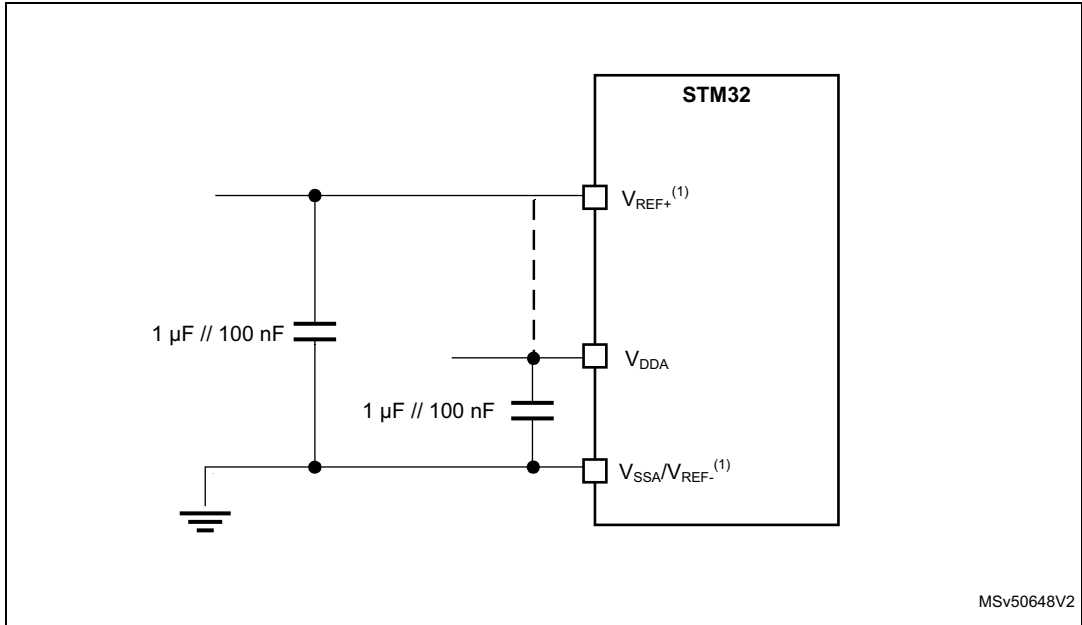 STM32
VREF+(1)
1 µF // 100 nF
VDDA
1 µF // 100 nF
VSSA/VREF-(1)
MSv50648V2